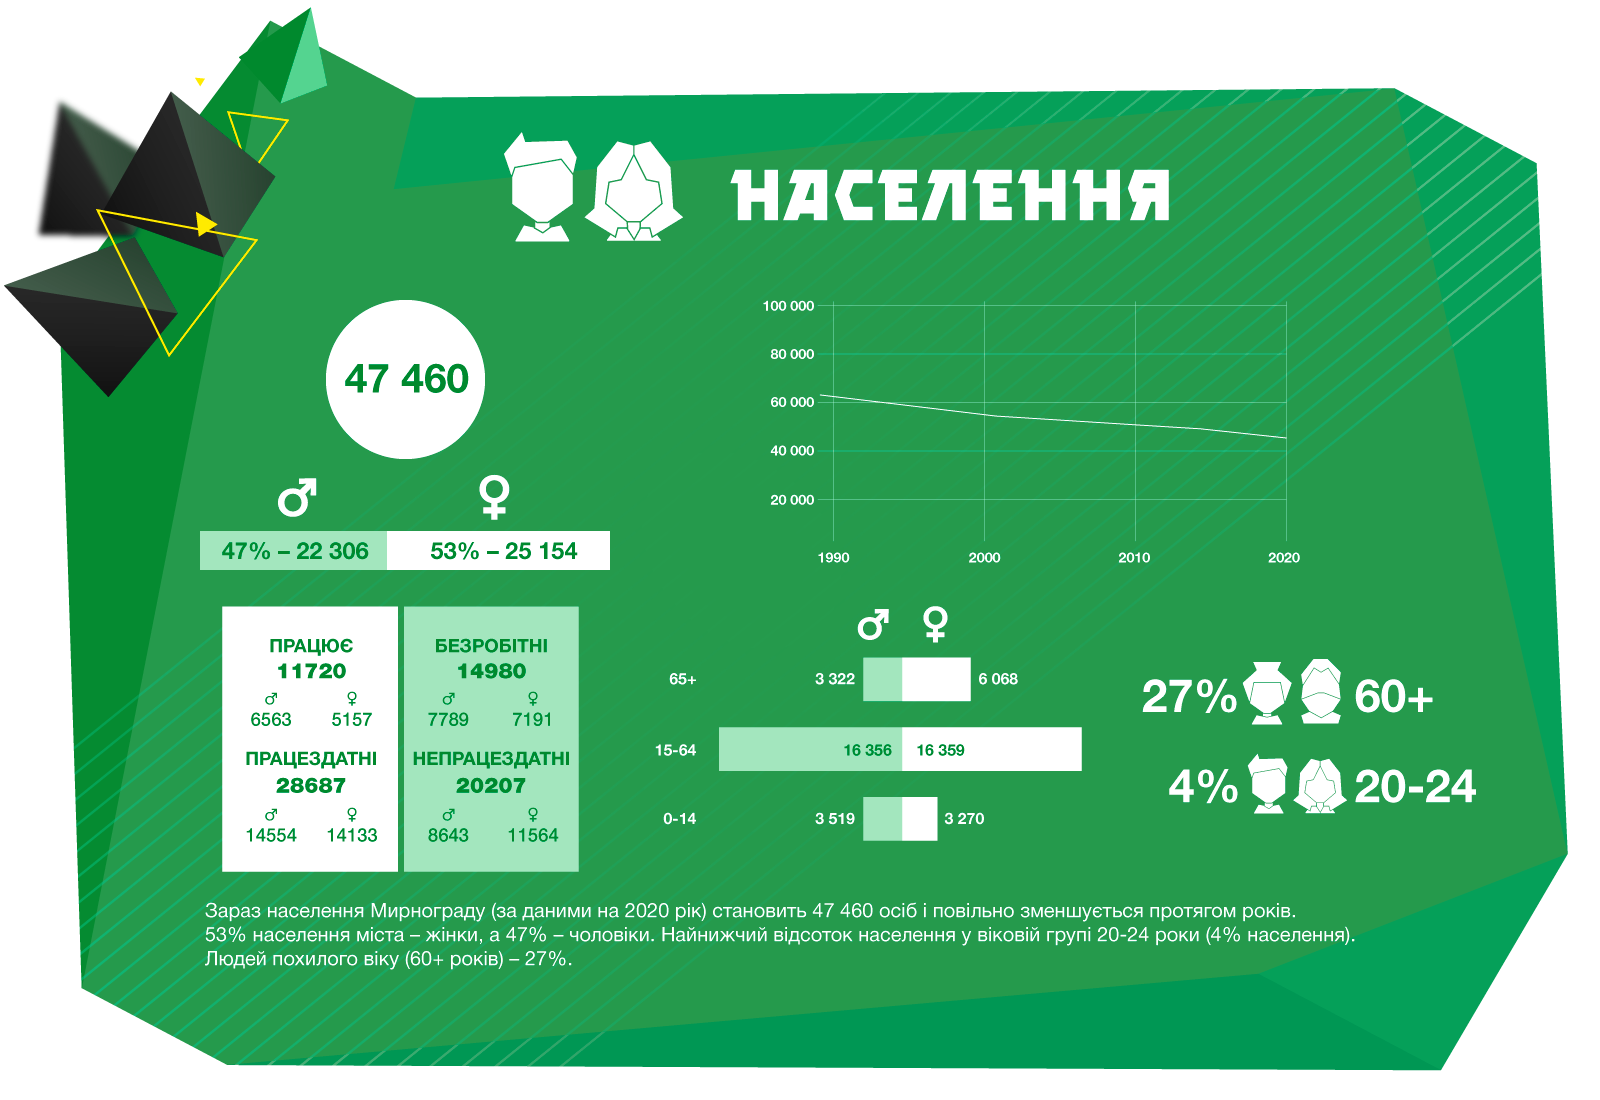 НАСЕЛЕННЯ
47 460
47% – 22 306
53% – 25 154
ПРАЦЮЄ
11720
6563 5157
ПРАЦЕЗДАТНІ
28687
14554 14133
БЕЗРОБІТНІ
14980
7789 7191
НЕПРАЦЕЗДАТНІ
20207
8643 11564
100 000
80 000
60 000
40 000
20 000
1990 2000 2010 2020
65+ 3 322 6 068
15-64 16 356 16 359
0-14 3 519 3 270
27% 60+
4% 20-24
Зараз населення Мирнограду (за даними на 2020 рік) становить 47 460 осіб і повільно зменшується протягом років.
53% населення міста – жінки, а 47% – чоловіки. Найнижчий відсоток населення у віковій групі 20-24 роки (4% населення).
Людей похилого віку (60+ років) – 27%.